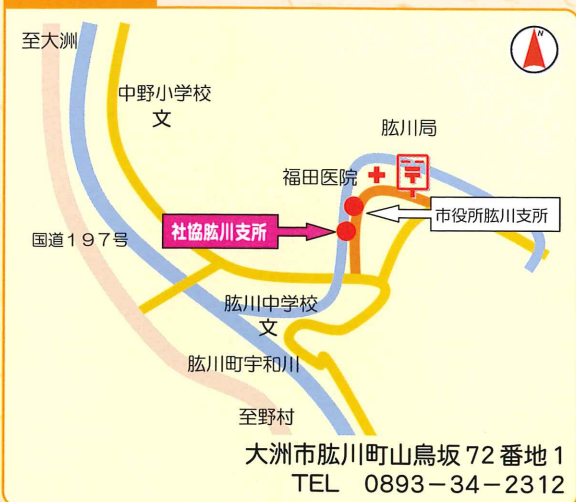 至大洲
N
中野小学校
文
肱川局
福田医院
市役所肱川支所
社協肱川支所
国道197号
肱川中学校
文
肱川町宇和川
至野村
大洲市肱川町山鳥坂72番地1
TEL 0893-34-2312